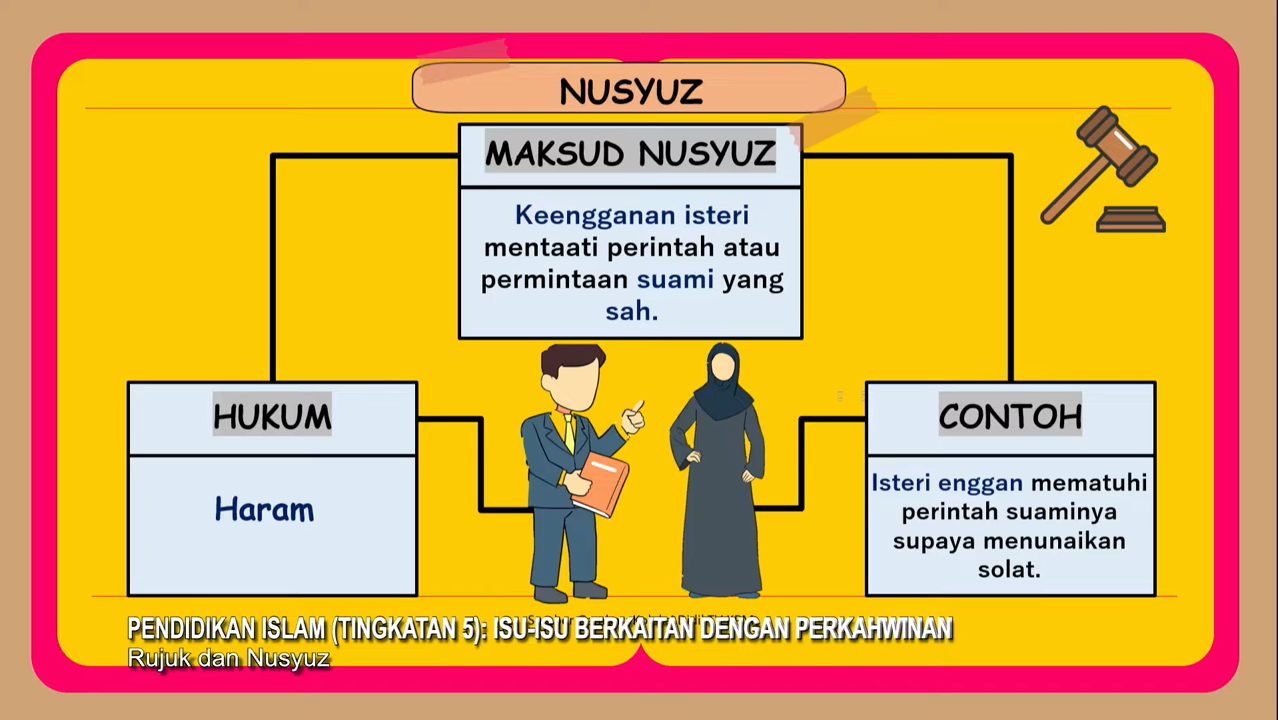 NUSYUZ
MAKSUD NUSYUZ
Keengganan isteri
mentaati perintah atau
permintaan suami yang
sah.
HUKUM
Haram
CONTOH
Isteri enggan mematuhi
perintah suaminya
supaya menunaikan
solat.
PENDIDIKAN ISLAM (TINGKATAN 5): ISU-ISU BERKAITAN DENGAN PERKAHWINAN
Rujuk dan Nusyuz